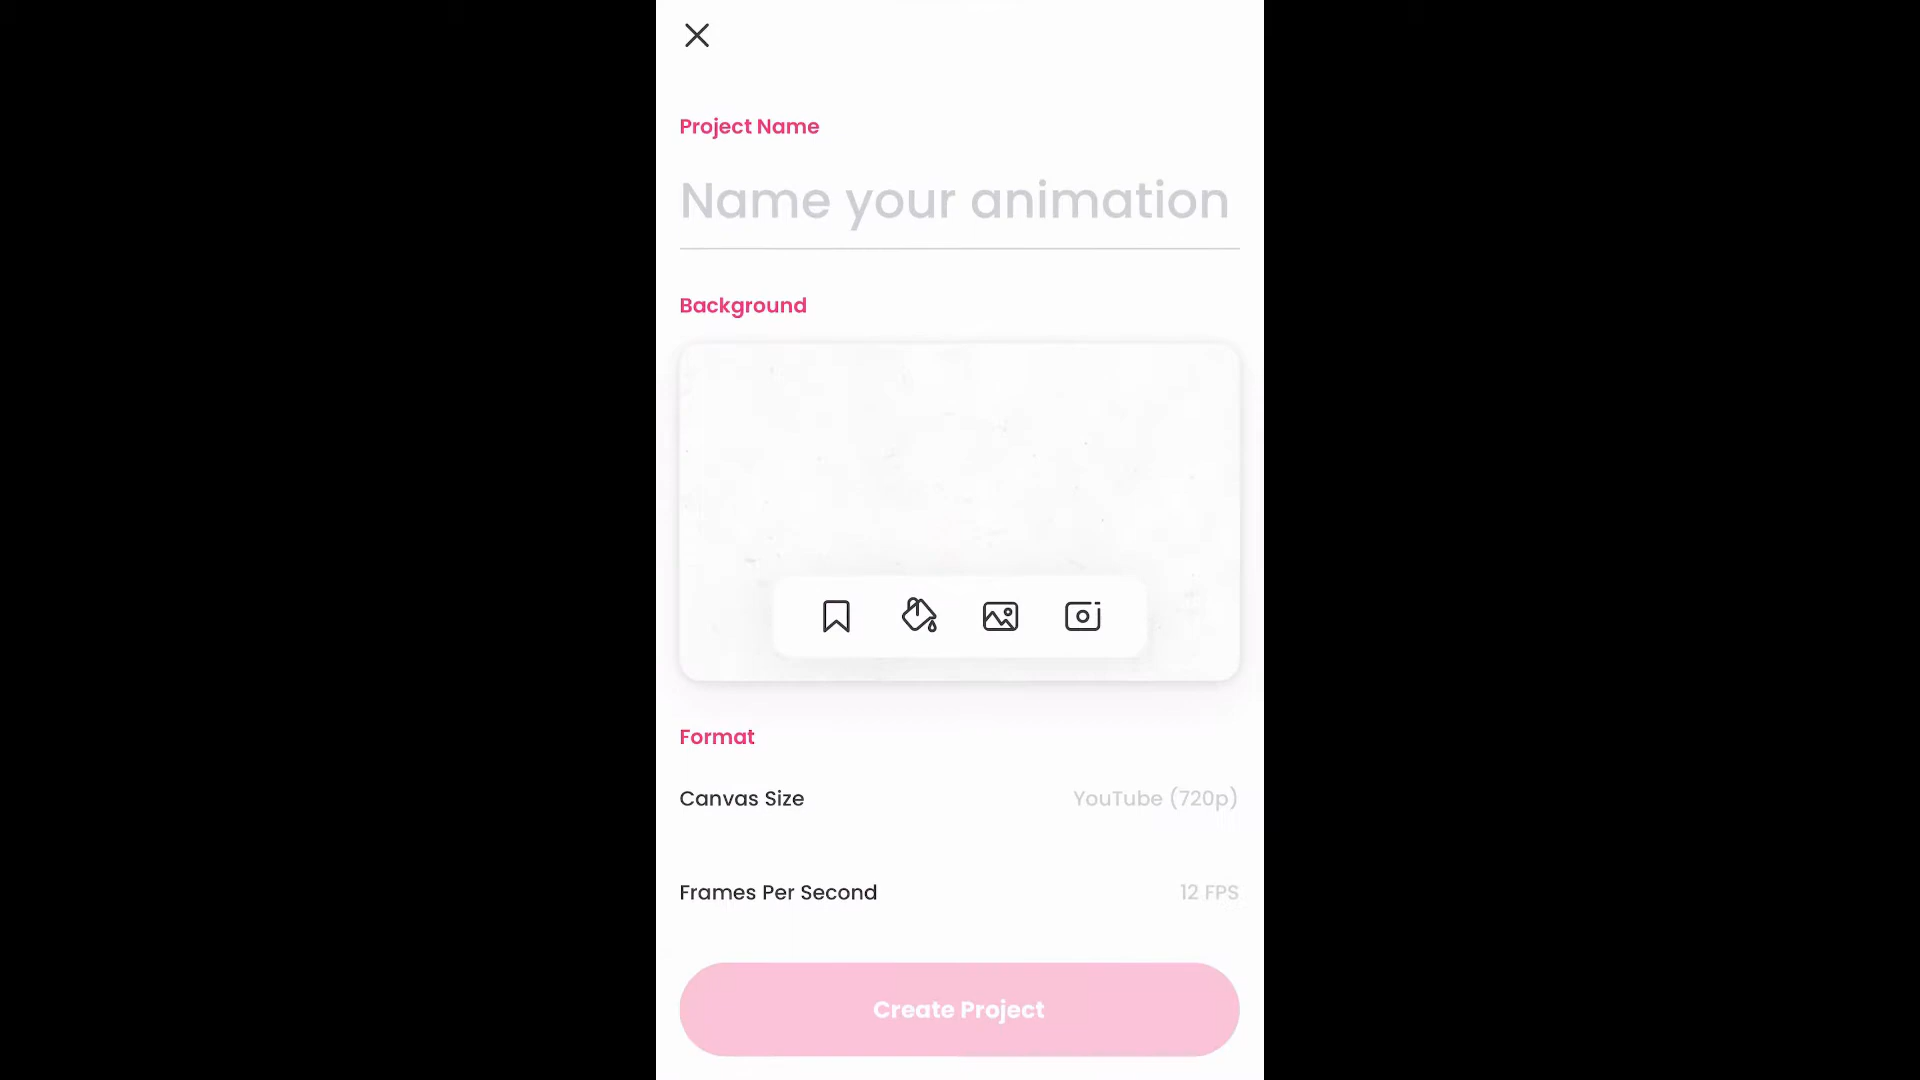 Project Name
Name your animation
Background
Format
Canvas Size YouTube (720p)
Frames Per Second 12 FPS
Create Project